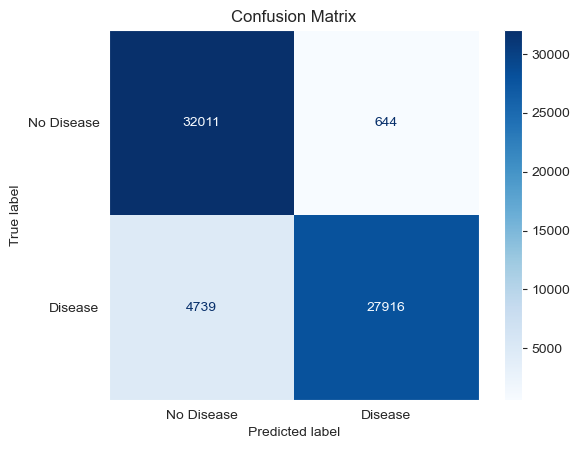 Confusion Matrix
True label
No Disease
32011
644
Disease
4739
27916
No Disease
Disease
Predicted label
30000
25000
20000
15000
10000
5000